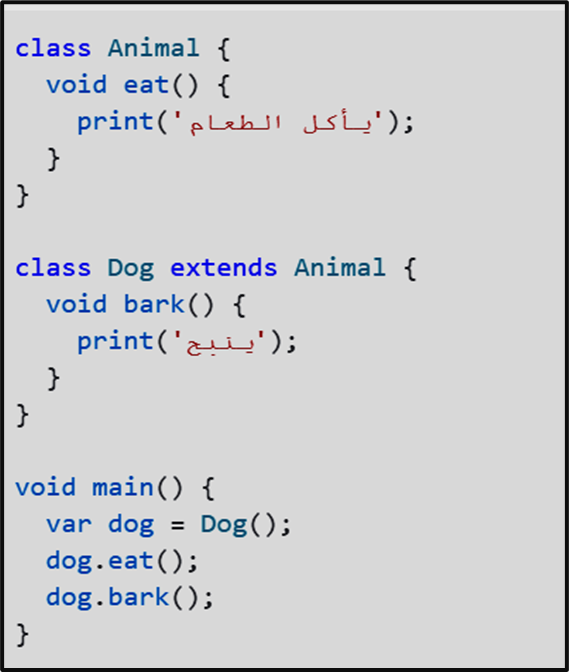 class Animal {
  void eat() {
    print('يأكل الطعام');
  }
}

class Dog extends Animal {
  void bark() {
    print('ينبح');
  }
}

void main() {
  var dog = Dog();
  dog.eat();
  dog.bark();
}